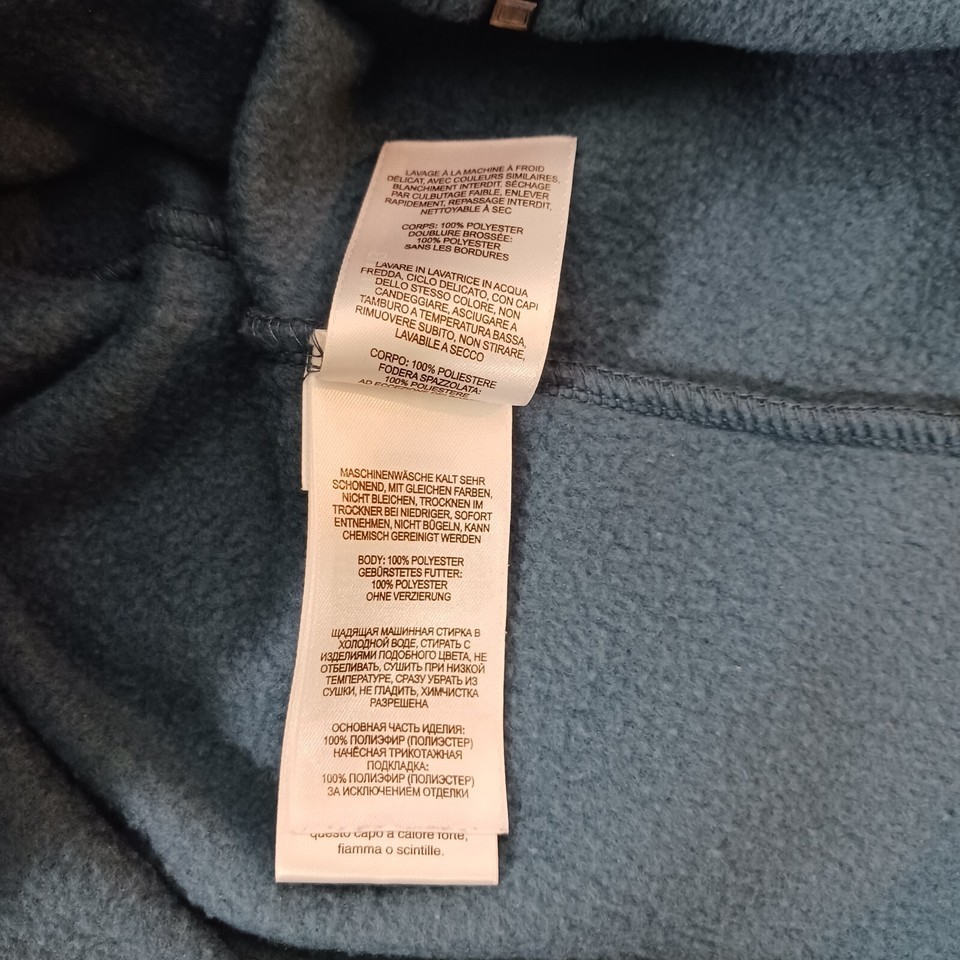 LAVAGE À LA MACHINE À FROID
DÉLICAT, AVEC COULEURS SIMILAIRES,
BLANCHIMENT INTERDIT, SÉCHAGE
PAR CULBUTAGE FAIBLE, ENLEVER
RAPIDEMENT, REPASSAGE INTERDIT,
NETTOYABLE À SEC
CORPS: 100% POLYESTER
DOUBLURE BROSSÉE:
100% POLYESTER
SANS LES BORDURES
LAVARE IN LAVATRICE IN ACQUA
FREDDA, CICLO DELICATO, CON CAPI
DELLO STESSO COLORE, NON
CANDEGGIARE, ASCIUGARE A
TAMBURO A TEMPERATURA BASSA,
RIMUOVERE SUBITO, NON STIRARE,
LAVABILE A SECCO
CORPO: 100% POLIESTERE
FODERA SPAZZOLATA:
100% POLIESTERE
MASCHINENWÄSCHE KALT SEHR
SCHONEND, MIT GLEICHEN FARBEN,
NICHT BLEICHEN, TROCKNEN IM
TROCKNER BEI NIEDRIGER, SOFORT
ENTNEHMEN, NICHT BÜGELN, KANN
CHEMISCH GEREINIGT WERDEN
BODY: 100% POLYESTER
GEBÜRSTETES FUTTER:
100% POLYESTER
OHNE VERZIERUNG
ЩАДЯЩАЯ МАШИННАЯ СТИРКА В
ХОЛОДНОЙ ВОДЕ, СТИРАТЬ С
ИЗДЕЛИЯМИ ПОДОБНОГО ЦВЕТА, НЕ
ОТБЕЛИВАТЬ, СУШИТЬ ПРИ НИЗКОЙ
ТЕМПЕРАТУРЕ, СРАЗУ УБРАТЬ ИЗ
СУШКИ, НЕ ГЛАДИТЬ, ХИМЧИСТКА
РАЗРЕШЕНА
ОСНОВНАЯ ЧАСТЬ ИДЕЛИЯ:
100% ПОЛИЭФИР (ПОЛИЭСТЕР)
НАЧЁСНАЯ ТРИКОТАЖНАЯ
ПОДКЛАДКА:
100% ПОЛИЭФИР (ПОЛИЭСТЕР)
ЗА ИСКЛЮЧЕНИЕМ ОТДЕЛКИ
questo capo a calore forte,
fiamma o scintille.